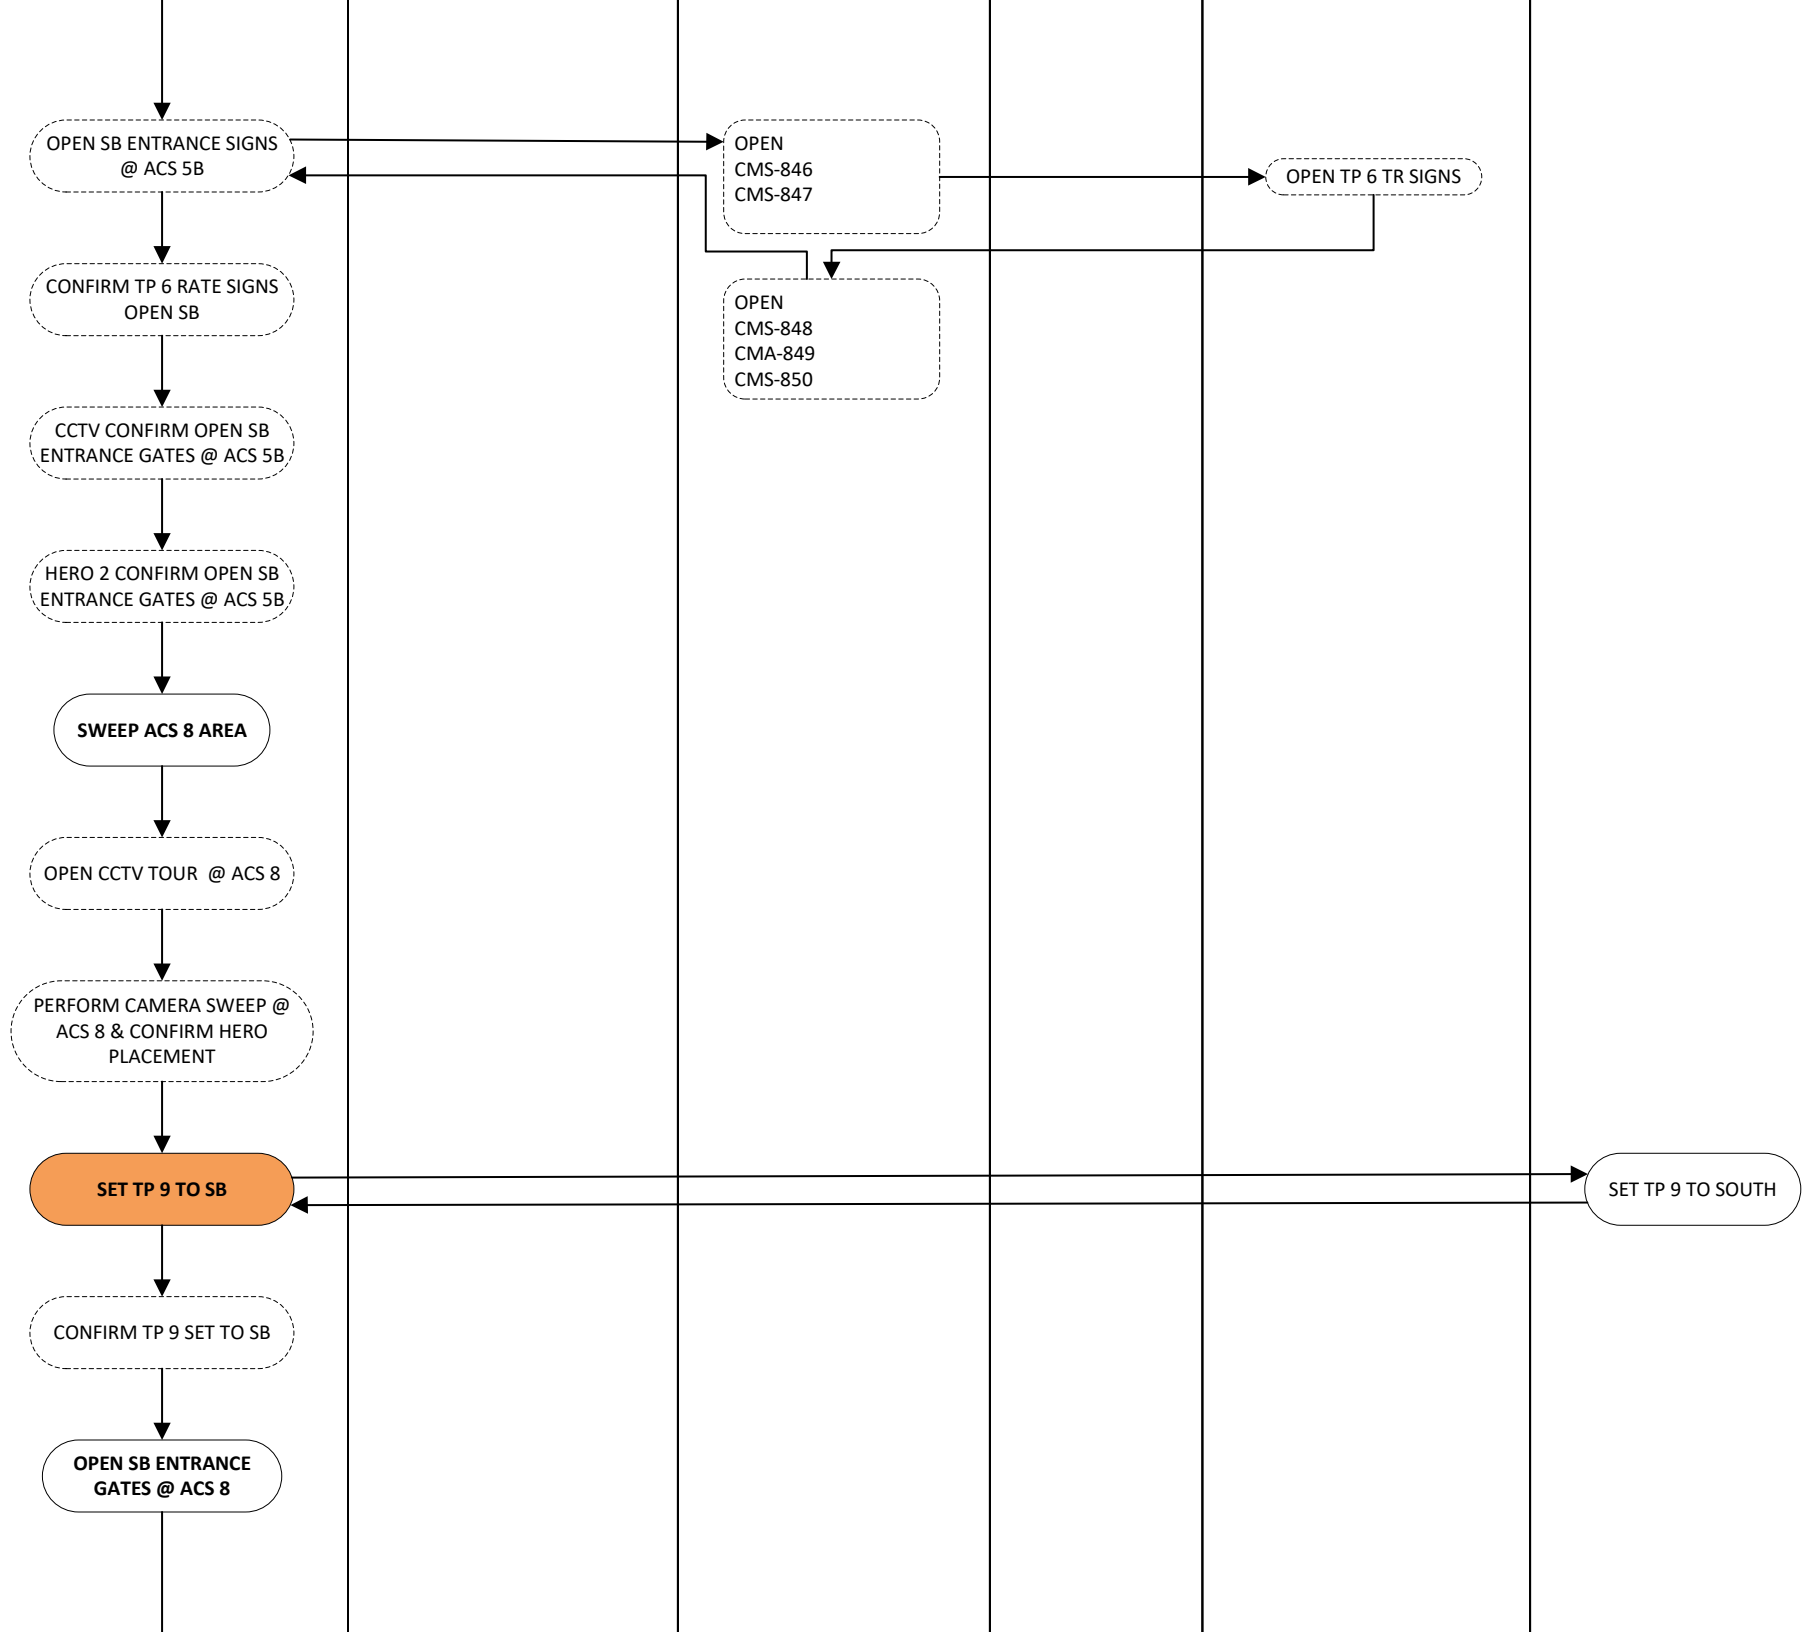 OPEN SB ENTRANCE SIGNS
@ ACS 5B
OPEN
CMS-846
CMS-847
OPEN TP 6 TR SIGNS
CONFIRM TP 6 RATE SIGNS
OPEN SB
OPEN
CMS-848
CMA-849
CMS-850
CCTV CONFIRM OPEN SB
ENTRANCE GATES @ ACS 5B
HERO 2 CONFIRM OPEN SB
ENTRANCE GATES @ ACS 5B
SWEEP ACS 8 AREA
OPEN CCTV TOUR @ ACS 8
PERFORM CAMERA SWEEP @
ACS 8 & CONFIRM HERO
PLACEMENT
SET TP 9 TO SB
SET TP 9 TO SOUTH
CONFIRM TP 9 SET TO SB
OPEN SB ENTRANCE
GATES @ ACS 8